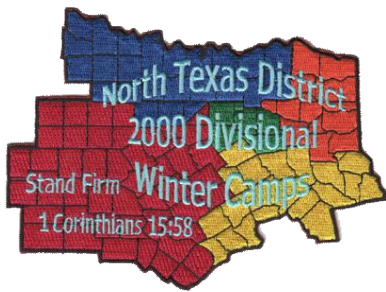 North Texas District
2000 Divisional
Stand Firm Winter Camps
1 Corinthians 15:58